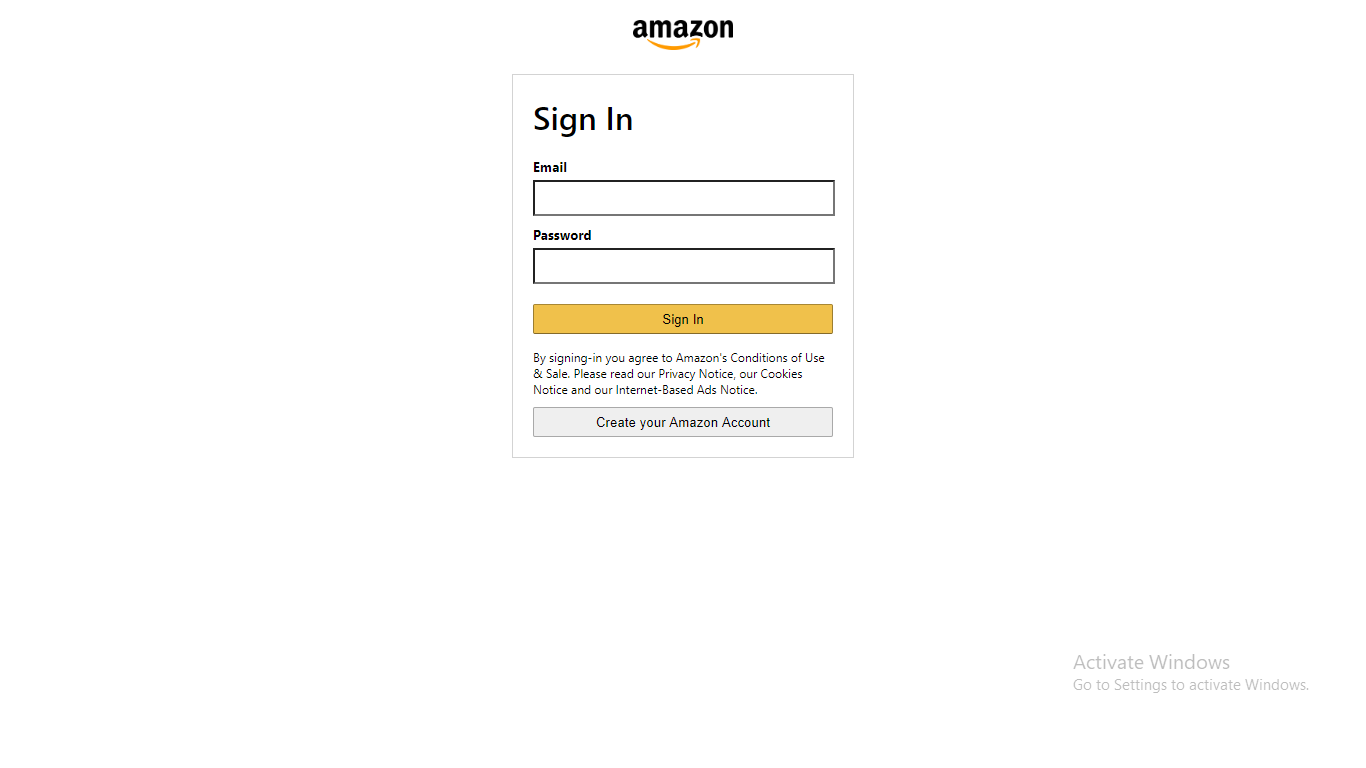 amazon
Sign In
Email
Password
Sign In
By signing-in you agree to Amazon's Conditions of Use
& Sale. Please read our Privacy Notice, our Cookies
Notice and our Internet-Based Ads Notice.
Create your Amazon Account
Activate Windows
Go to Settings to activate Windows.